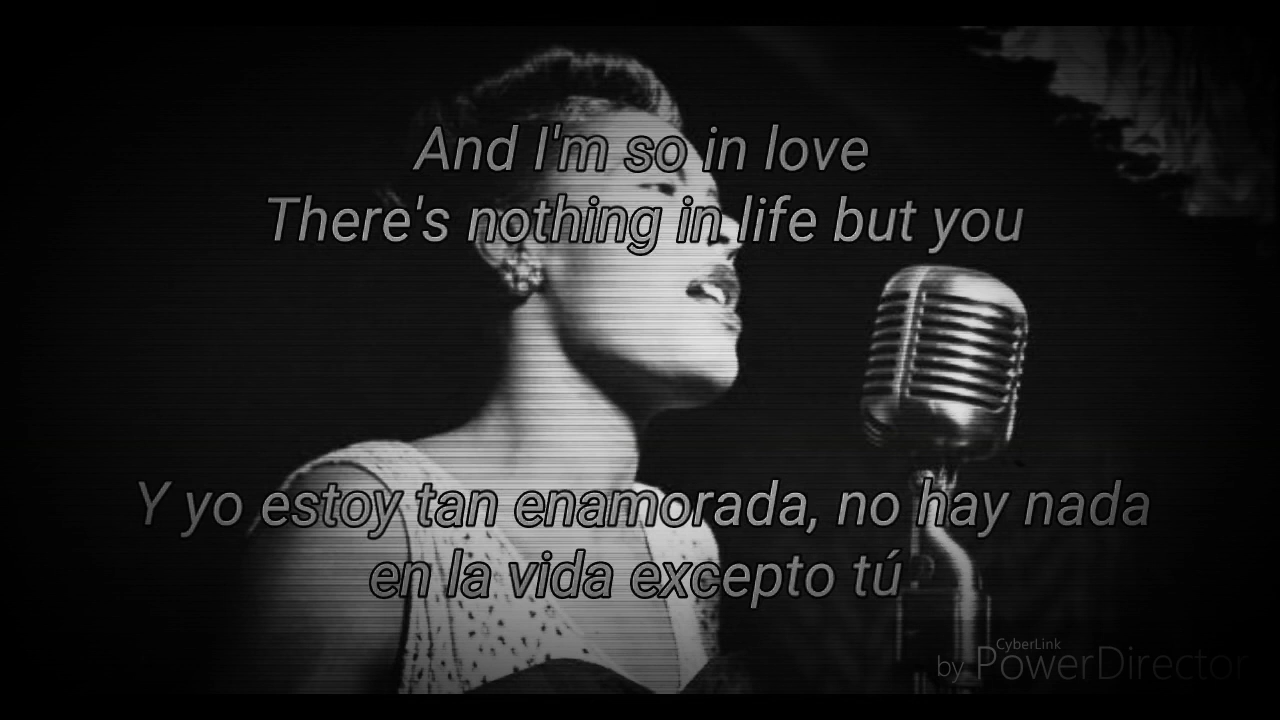 And I'm so in love
There's nothing in life but you
Y yo estoy tan enamorada, no hay nada
en la vida excepto tú
CyberLink
by PowerDirector